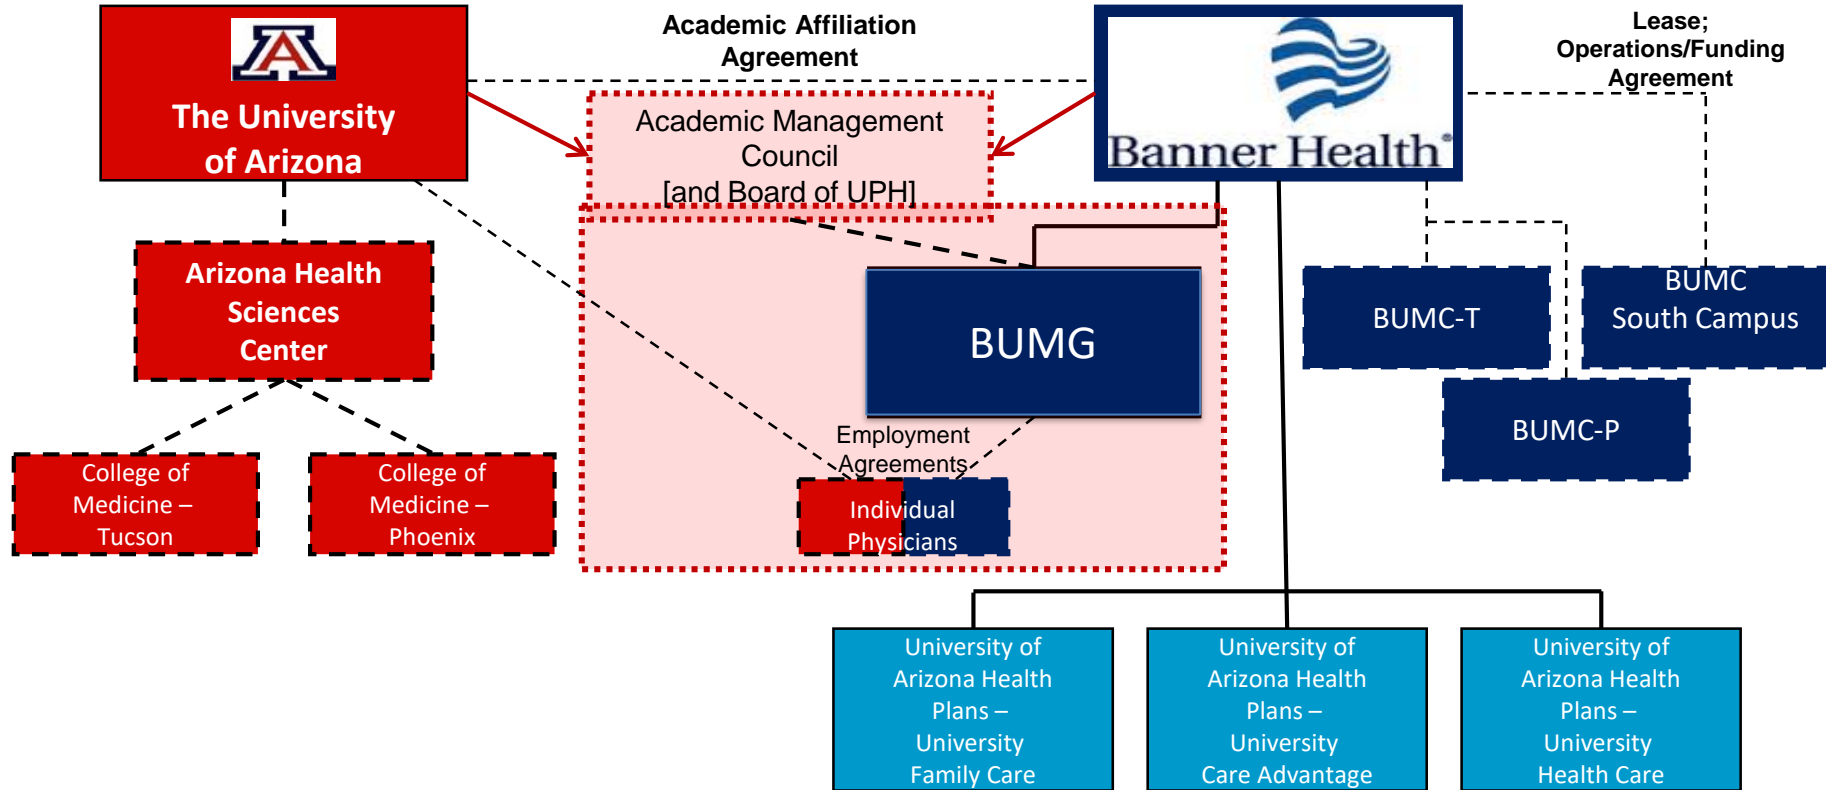 The University
of Arizona
Academic Affiliation
Agreement
Academic Management
Council
[and Board of UPH]
Banner Health®
Lease;
Operations/Funding
Agreement
Arizona Health
Sciences
Center
College of
Medicine –
Tucson
College of
Medicine –
Phoenix
BUMG
Employment
Agreements
Individual
Physicians
BUMC-T
BUMC
South Campus
BUMC-P
University of
Arizona Health
Plans –
University
Family Care
University of
Arizona Health
Plans –
University
Care Advantage
University of
Arizona Health
Plans –
University
Health Care